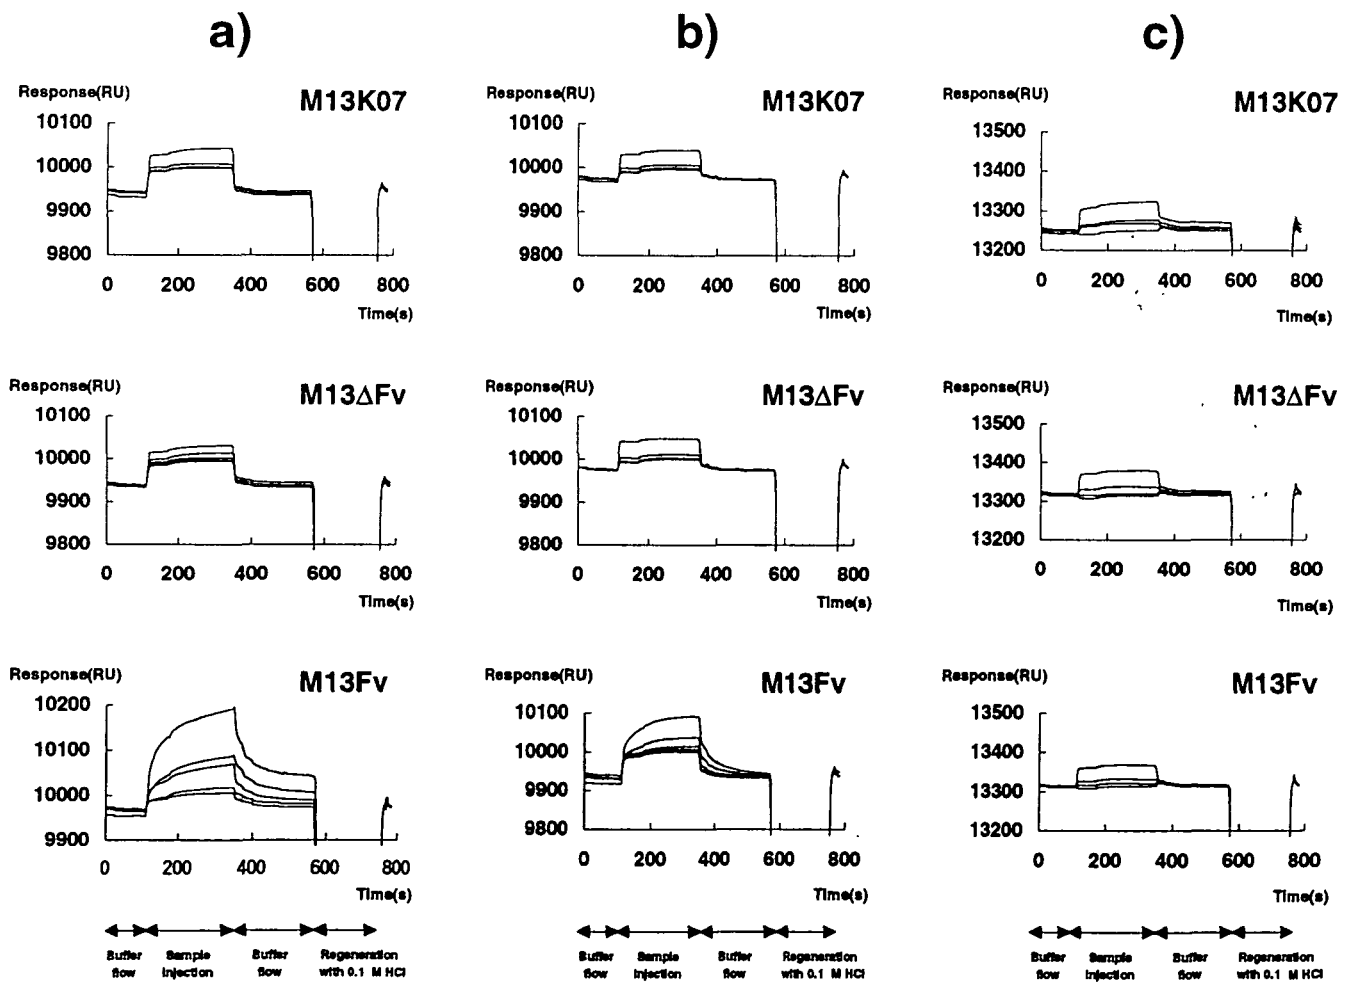 a)
b)
c)
Response(RU)
M13K07
10100
10000
9900
9800
0 200 400 600 800
Time(s)
Response(RU)
M13K07
10100
10000
9900
9800
0 200 400 600 800
Time(s)
Response(RU)
M13K07
13500
13400
13300
13200
0 200 400 600 800
Time(s)
Response(RU)
M13ΔFv
10100
10000
9900
9800
0 200 400 600 800
Time(s)
Response(RU)
M13ΔFv
10100
10000
9900
9800
0 200 400 600 800
Time(s)
Response(RU)
M13ΔFv
13500
13400
13300
13200
0 200 400 600 800
Time(s)
Response(RU)
M13Fv
10200
10100
10000
9900
0 200 400 600 800
Time(s)
Response(RU)
M13Fv
10100
10000
9900
9800
0 200 400 600 800
Time(s)
Response(RU)
M13Fv
13500
13400
13300
13200
0 200 400 600 800
Time(s)
Buffer flow
Sample injection
Buffer flow
Regeneration with 0.1 M HCl
Buffer flow
Sample injection
Buffer flow
Regeneration with 0.1 M HCl
Buffer flow
Sample injection
Buffer flow
Regeneration with 0.1 M HCl